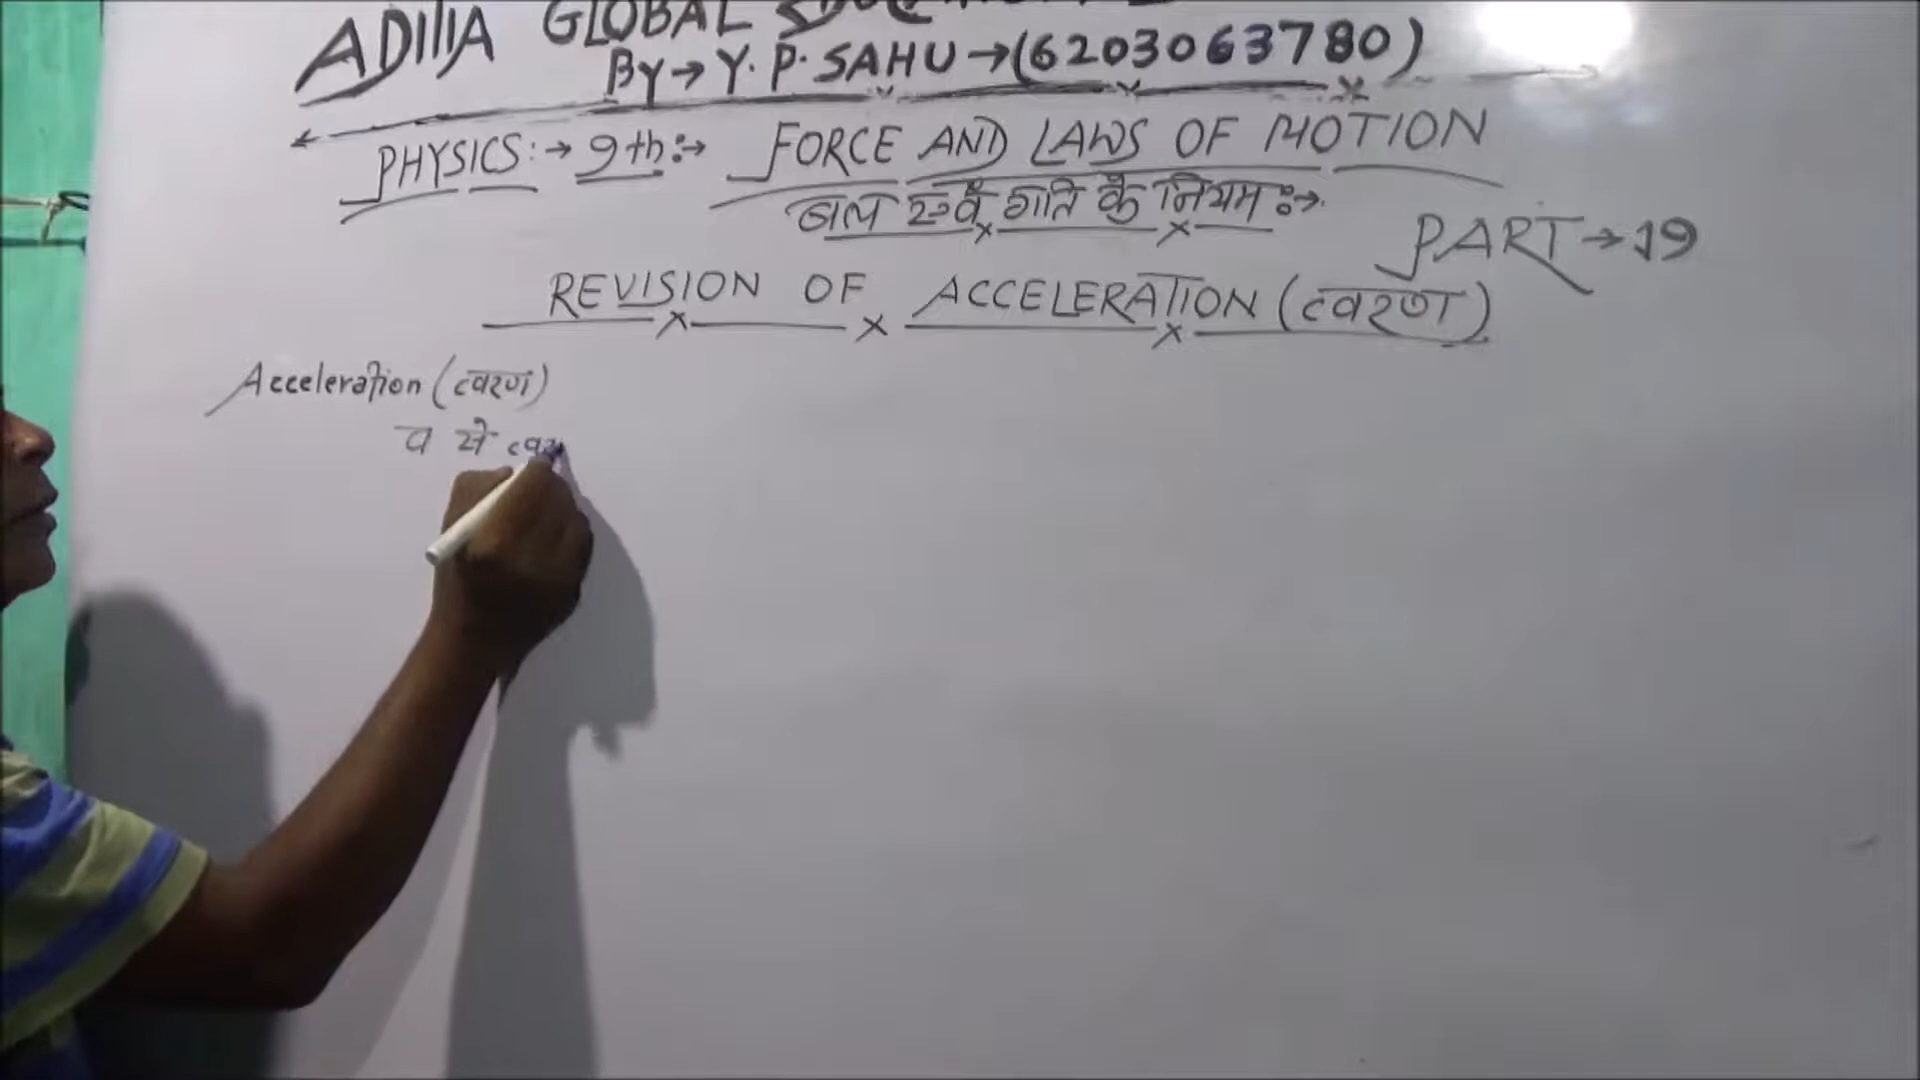 ADITYA GLOBAL
BY→ Y. P. SAHU →(6203063780)
PHYSICS:→ 9th:→ FORCE AND LAWS OF MOTION
बल एवं गति के नियम:→
PART→19
REVISION OF ACCELERATION (त्वरण)
Acceleration (त्वरण)
व से